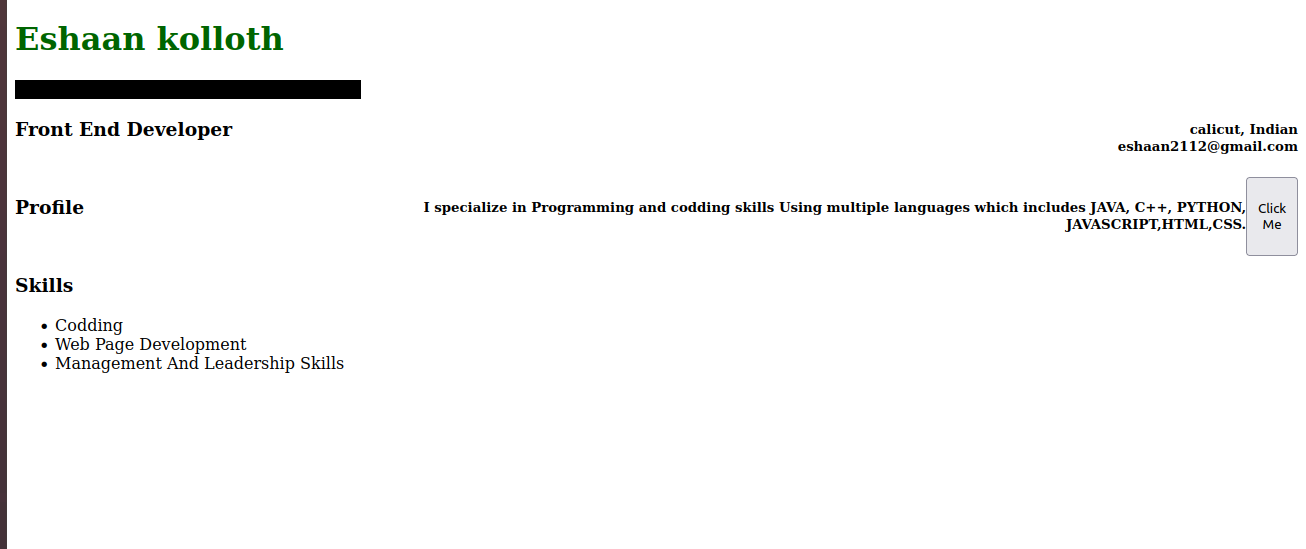 Eshaan kolloth
Front End Developer
calicut, Indian
eshaan2112@gmail.com
Profile
I specialize in Programming and codding skills Using multiple languages which includes JAVA, C++, PYTHON,
JAVASCRIPT,HTML,CSS.
Click
Me
Skills
• Codding
• Web Page Development
• Management And Leadership Skills